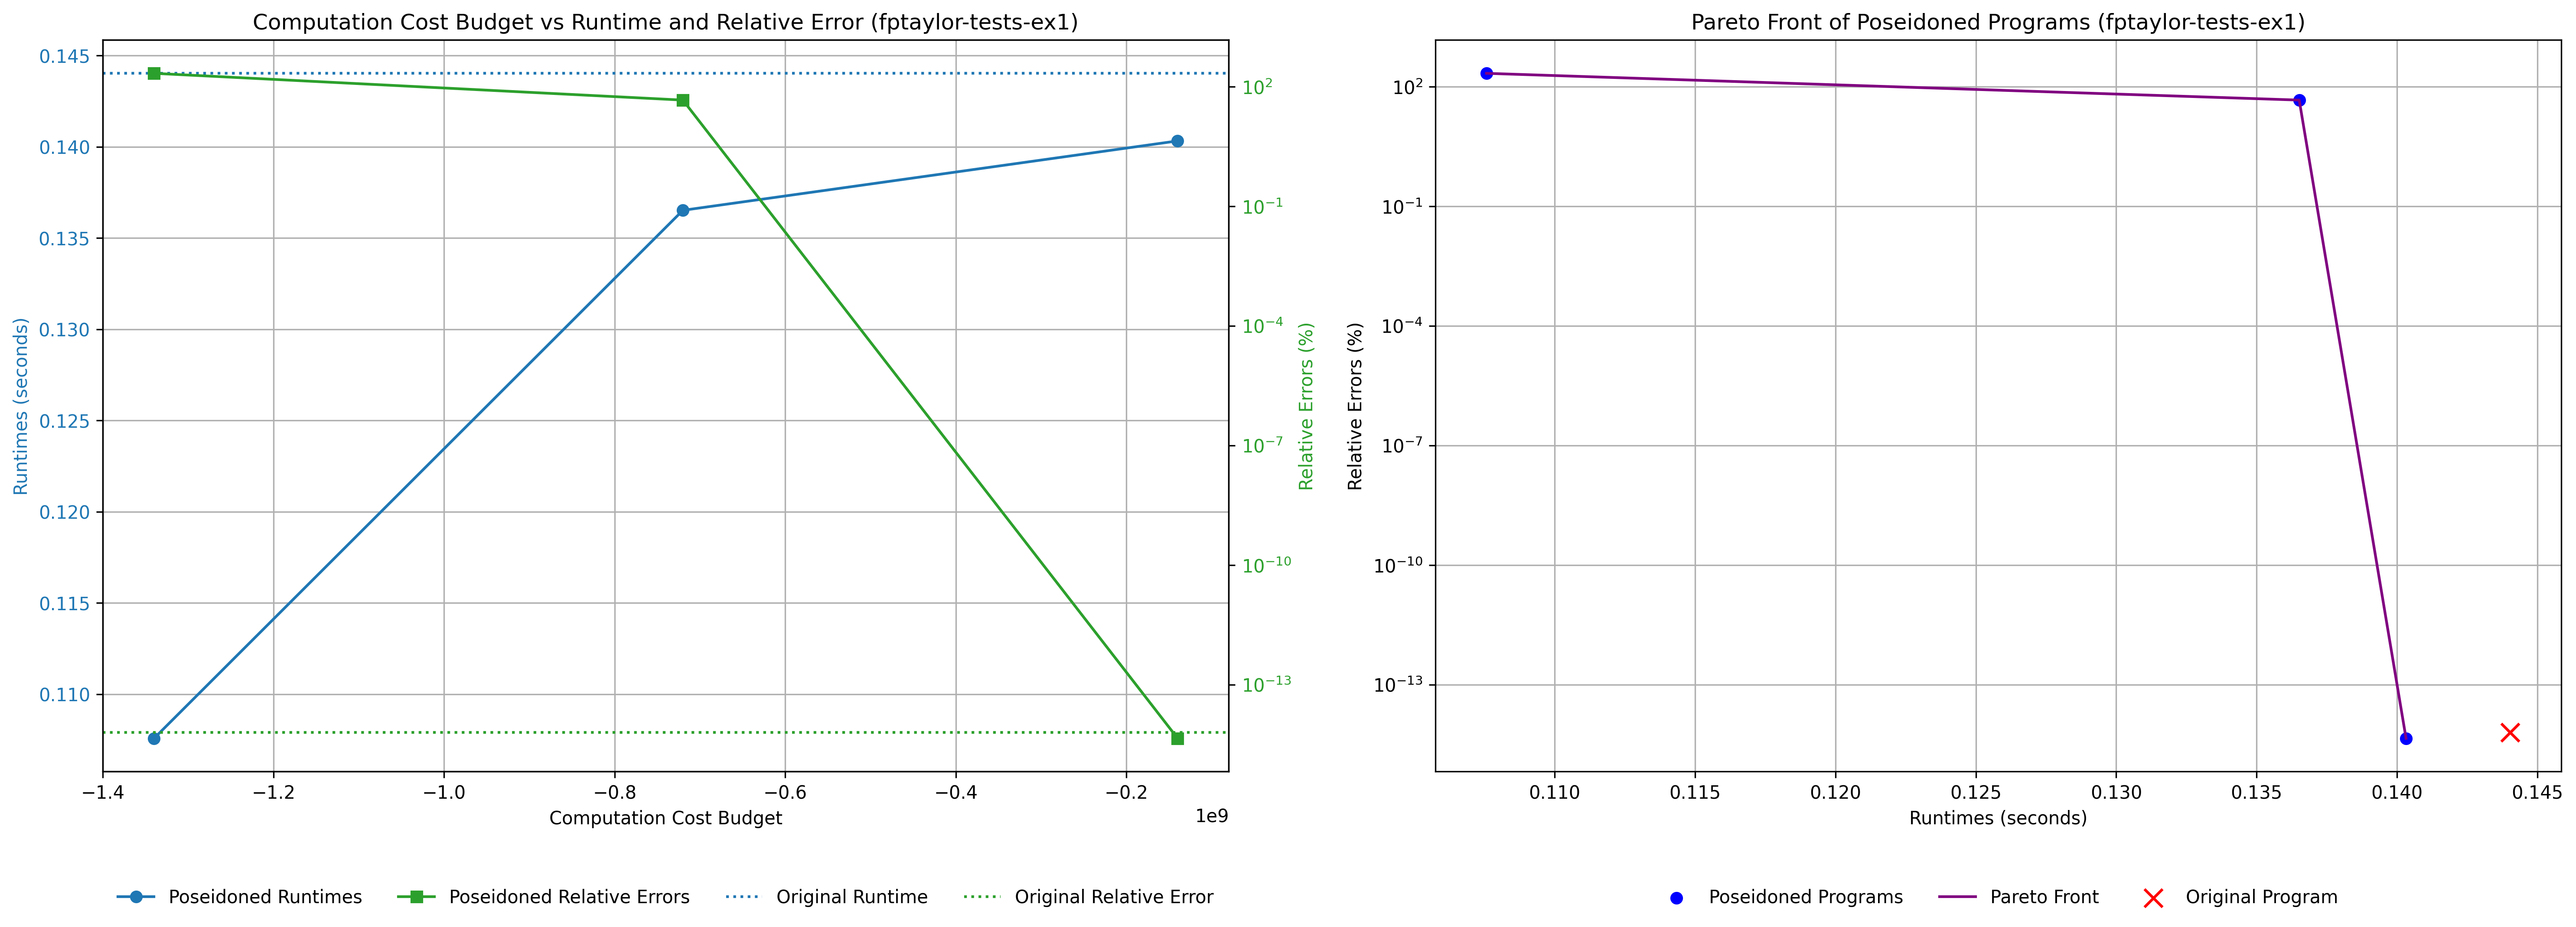 Computation Cost Budget vs Runtime and Relative Error (fptaylor-tests-ex1)
Runtimes (seconds)
0.145
0.140
0.135
0.130
0.125
0.120
0.115
0.110
−1.4 −1.2 −1.0 −0.8 −0.6 −0.4 −0.2
1e9
Computation Cost Budget
10²
10⁻¹
10⁻⁴
10⁻⁷
10⁻¹⁰
10⁻¹³
Relative Errors (%)
Poseidoned Runtimes Poseidoned Relative Errors Original Runtime Original Relative Error
Pareto Front of Poseidoned Programs (fptaylor-tests-ex1)
Relative Errors (%)
10²
10⁻¹
10⁻⁴
10⁻⁷
10⁻¹⁰
10⁻¹³
0.110 0.115 0.120 0.125 0.130 0.135 0.140 0.145
Runtimes (seconds)
Poseidoned Programs Pareto Front Original Program